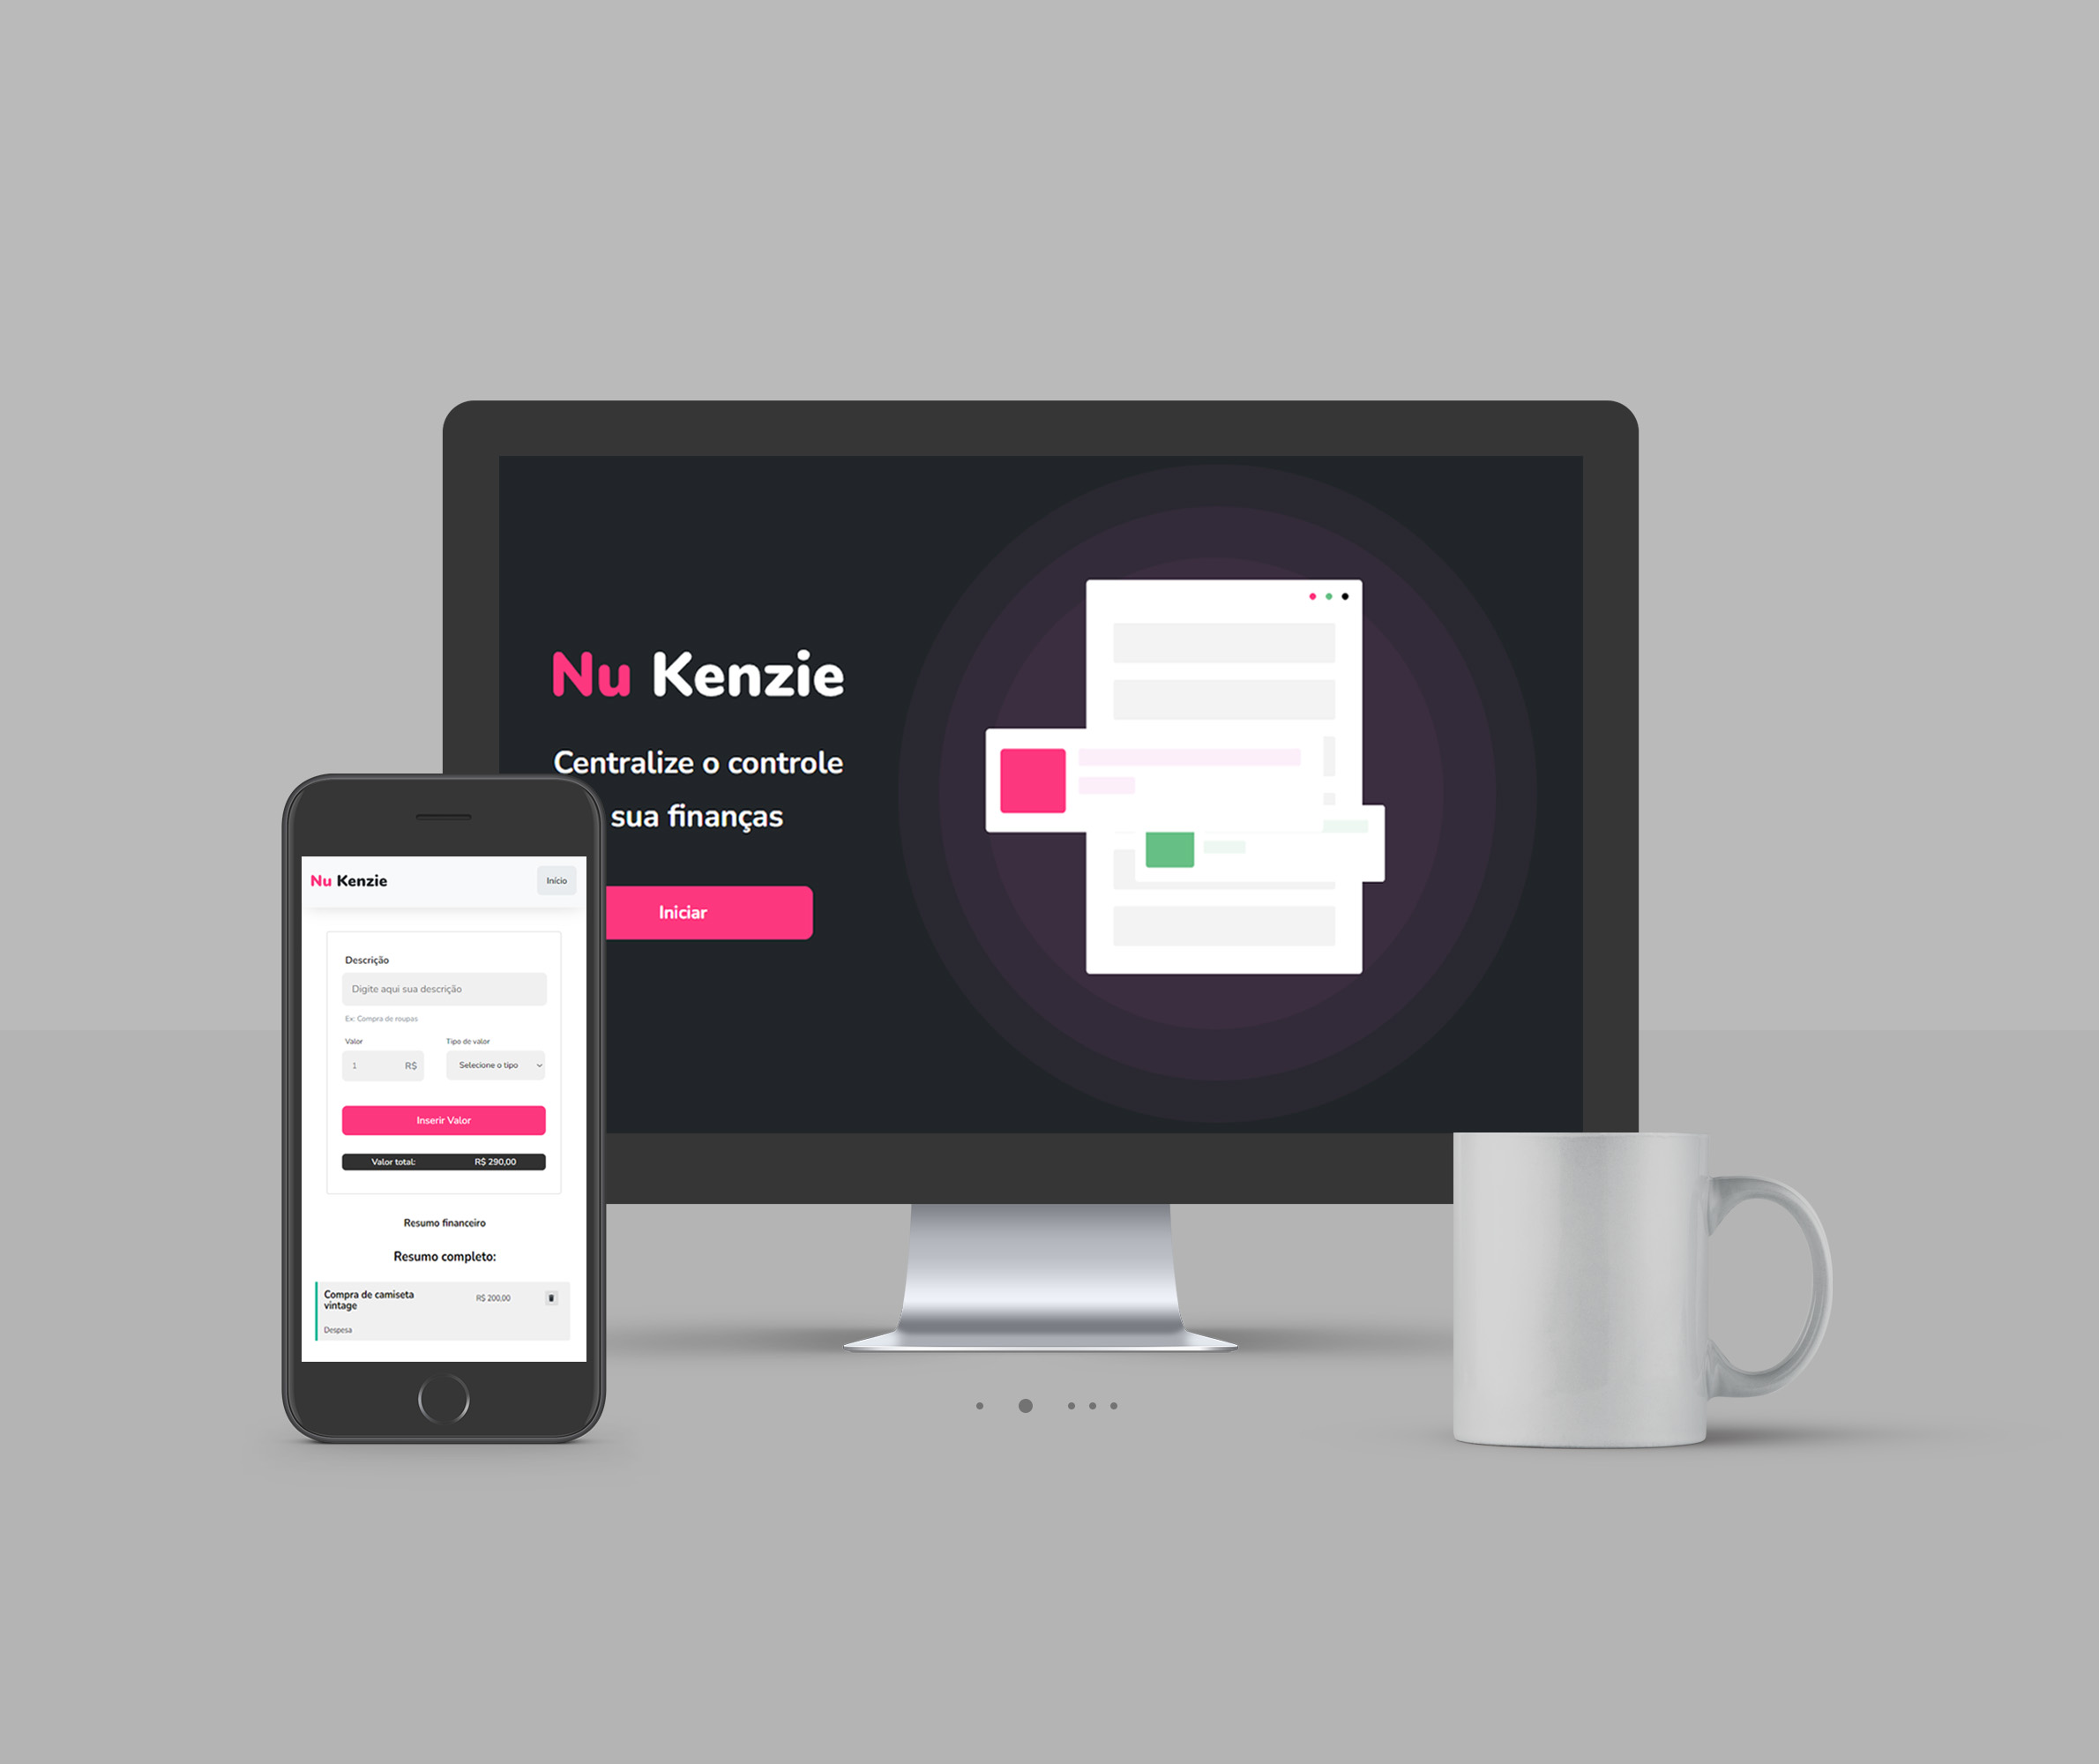 Nu Kenzie
Centralize o controle
sua finanças
Iniciar
Nu Kenzie
Início
Descrição
Digite aqui sua descrição
Ex: Compra de roupas
Valor
Tipo de valor
1
R$
Selecione o tipo
Inserir Valor
Valor total:
R$ 290,00
Resumo financeiro
Resumo completo:
Compra de camiseta
vintage
R$ 200,00
Despesa